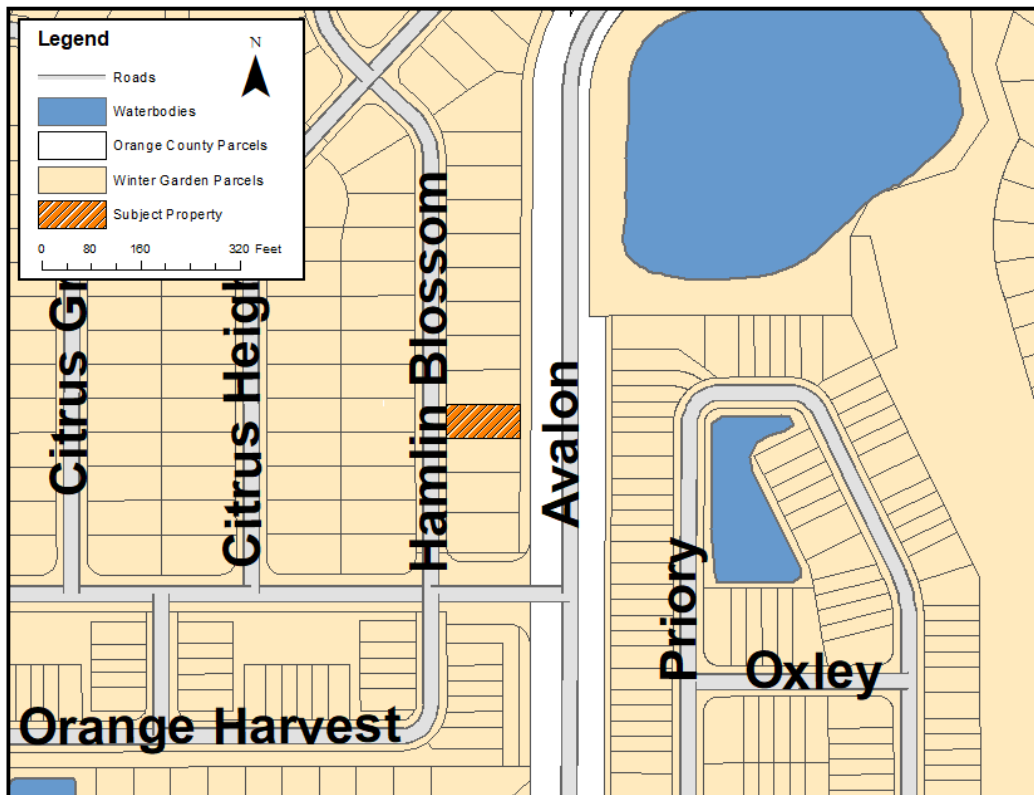 Legend
N
Roads
Waterbodies
Orange County Parcels
Winter Garden Parcels
Subject Property
0 80 160 320 Feet
Citrus Gr
Citrus Heigh
Hamlin Blossom
Avalon
Priory
Oxley
Orange Harvest